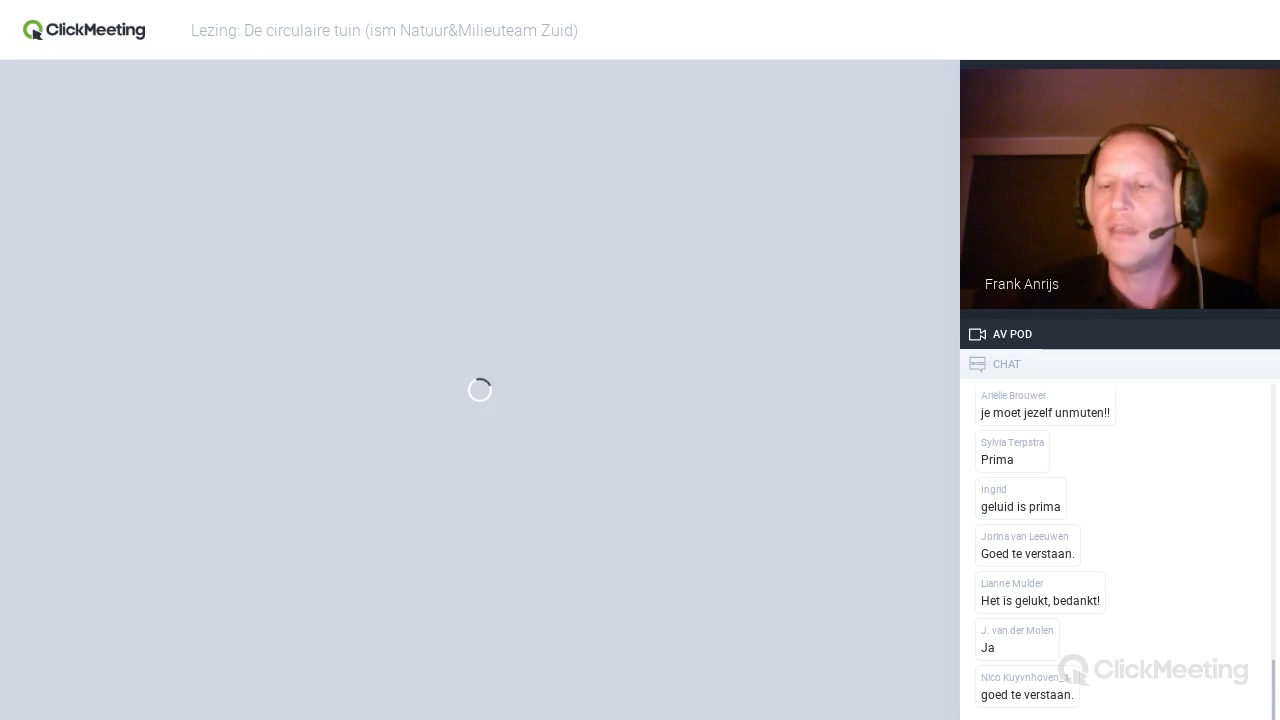 ClickMeeting
Lezing: De circulaire tuin (ism Natuur&Milieuteam Zuid)
Frank Anrijs
AV POD
CHAT
Ariëlle Brouwer
je moet jezelf unmuten!!
Sylvia Terpstra
Prima
Ingrid
geluid is prima
Jorina van Leeuwen
Goed te verstaan.
Lianne Mulder
Het is gelukt, bedankt!
J. van der Molen
Ja
Nico Kuyvnhoven_1
goed te verstaan.
ClickMeeting